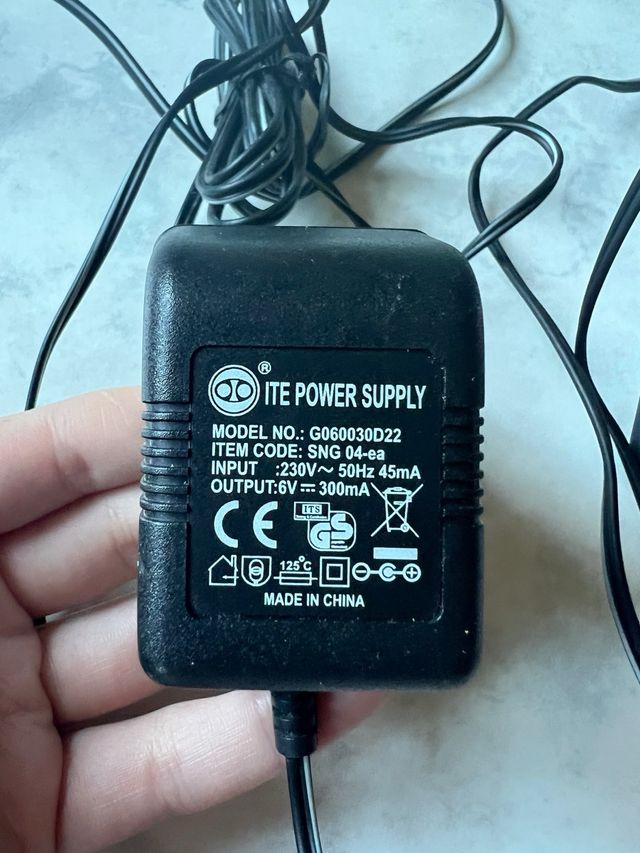 ® ITE POWER SUPPLY
MODEL NO.: G060030D22
ITEM CODE: SNG 04-ea
INPUT :230V～ 50Hz 45mA
OUTPUT:6V⎓300mA
CE ITS GS
125°C
MADE IN CHINA